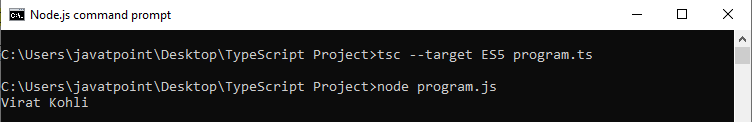 Node.js command prompt
C:\Users\javatpoint\Desktop\TypeScript Project>tsc --target ES5 program.ts
C:\Users\javatpoint\Desktop\TypeScript Project>node program.js
Virat Kohli